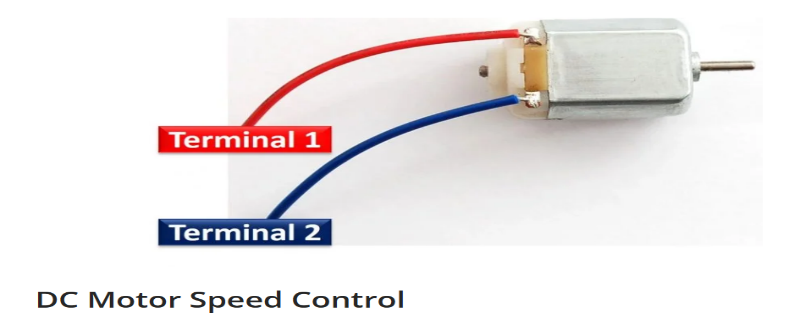 Terminal 1
Terminal 2
DC Motor Speed Control